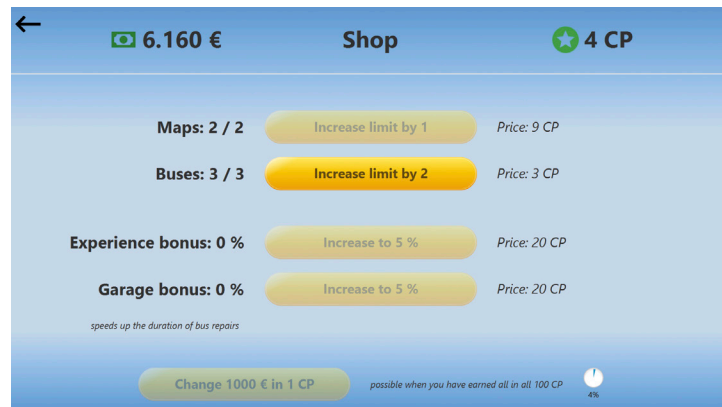 6.160 € Shop 4 CP
Maps: 2 / 2 Increase limit by 1 Price: 9 CP
Buses: 3 / 3 Increase limit by 2 Price: 3 CP
Experience bonus: 0 % Increase to 5 % Price: 20 CP
Garage bonus: 0 % Increase to 5 % Price: 20 CP
speeds up the duration of bus repairs
Change 1000 € in 1 CP possible when you have earned all in all 100 CP
4%